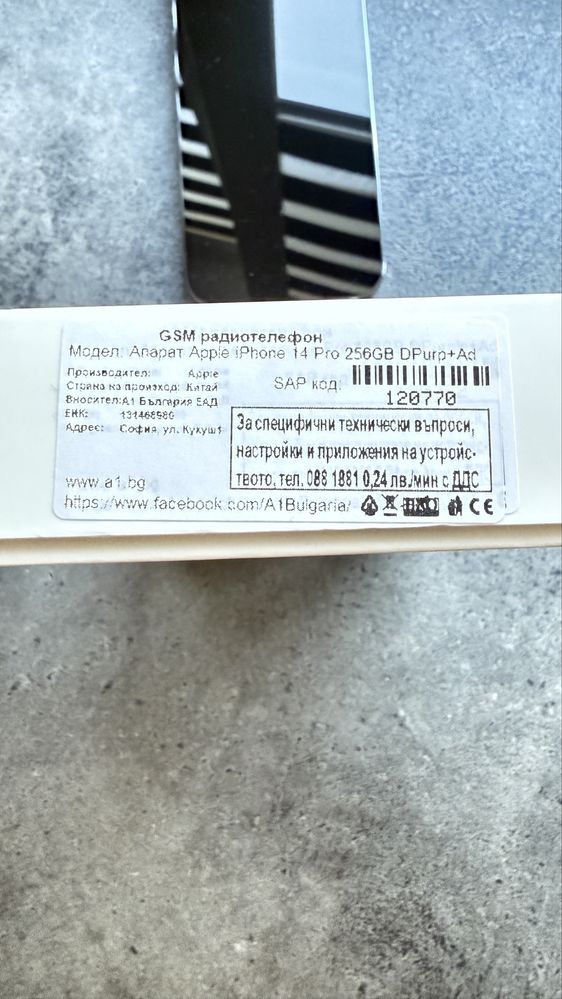 GSM радиотелефон
Модел: Апарат Apple iPhone 14 Pro 256GB DPurp+Ad
Производител: Apple
Страна на произход: Китай
Вносител: А1 България ЕАД
ЕИК: 131468980
Адрес: София, ул. Кукуш1
SAP код:
120770
За специфични технически въпроси,
настройки и приложения на устройс-
твото, тел. 088 1881 0,24 лв./мин с ДДС
www.a1.bg
https://www.facebook.com/A1Bulgaria/
CE